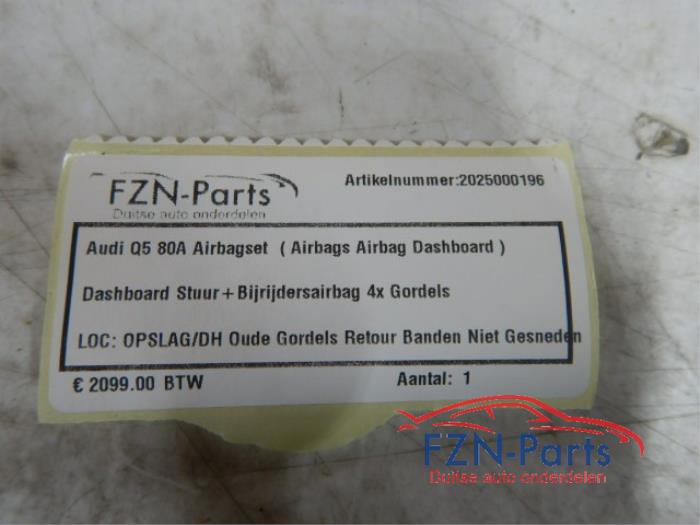 FZN-Parts
Duitse auto onderdelen
Artikelnummer:2025000196
Audi Q5 80A Airbagset ( Airbags Airbag Dashboard )
Dashboard Stuur+Bijrijdersairbag 4x Gordels
LOC: OPSLAG/DH Oude Gordels Retour Banden Niet Gesneden
€ 2099.00 BTW
Aantal: 1
FZN-Parts
Duitse auto onderdelen